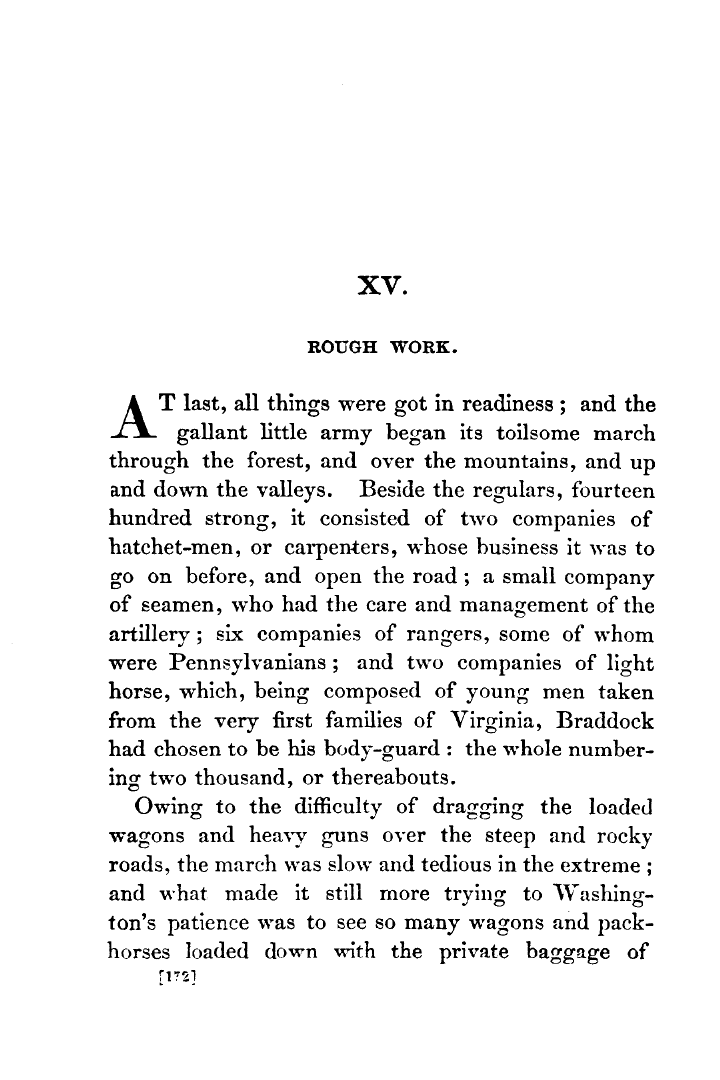 XV.
ROUGH WORK.
AT last, all things were got in readiness ; and the
gallant little army began its toilsome march
through the forest, and over the mountains, and up
and down the valleys. Beside the regulars, fourteen
hundred strong, it consisted of two companies of
hatchet-men, or carpenters, whose business it was to
go on before, and open the road ; a small company
of seamen, who had the care and management of the
artillery ; six companies of rangers, some of whom
were Pennsylvanians ; and two companies of light
horse, which, being composed of young men taken
from the very first families of Virginia, Braddock
had chosen to be his body-guard : the whole number-
ing two thousand, or thereabouts.
Owing to the difficulty of dragging the loaded
wagons and heavy guns over the steep and rocky
roads, the march was slow and tedious in the extreme ;
and what made it still more trying to Washing-
ton's patience was to see so many wagons and pack-
horses loaded down with the private baggage of
[172]